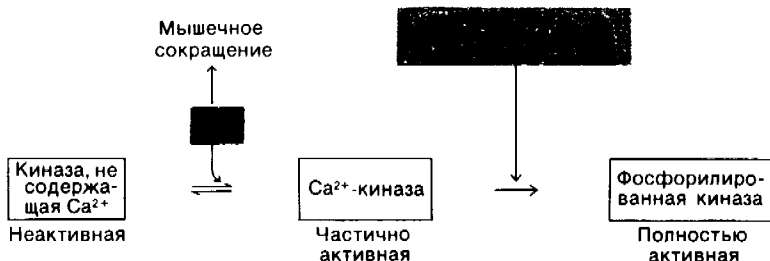 Мышечное
сокращение
Киназа, не
содержа-
щая Ca²⁺
Неактивная
Ca²⁺-киназа
Частично
активная
Фосфорилиро-
ванная киназа
Полностью
активная